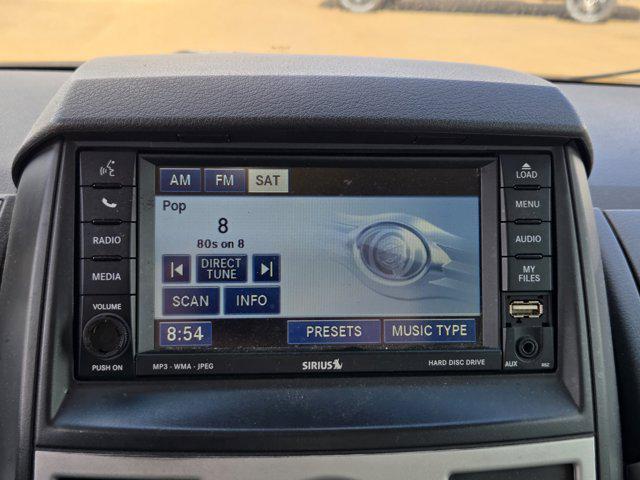 AM FM SAT
Pop
8
80s on 8
DIRECT
TUNE
SCAN INFO
8:54 PRESETS MUSIC TYPE
RADIO
MEDIA
VOLUME
PUSH ON
MP3 - WMA - JPEG
SIRIUS
HARD DISC DRIVE
LOAD
MENU
AUDIO
MY
FILES
AUX